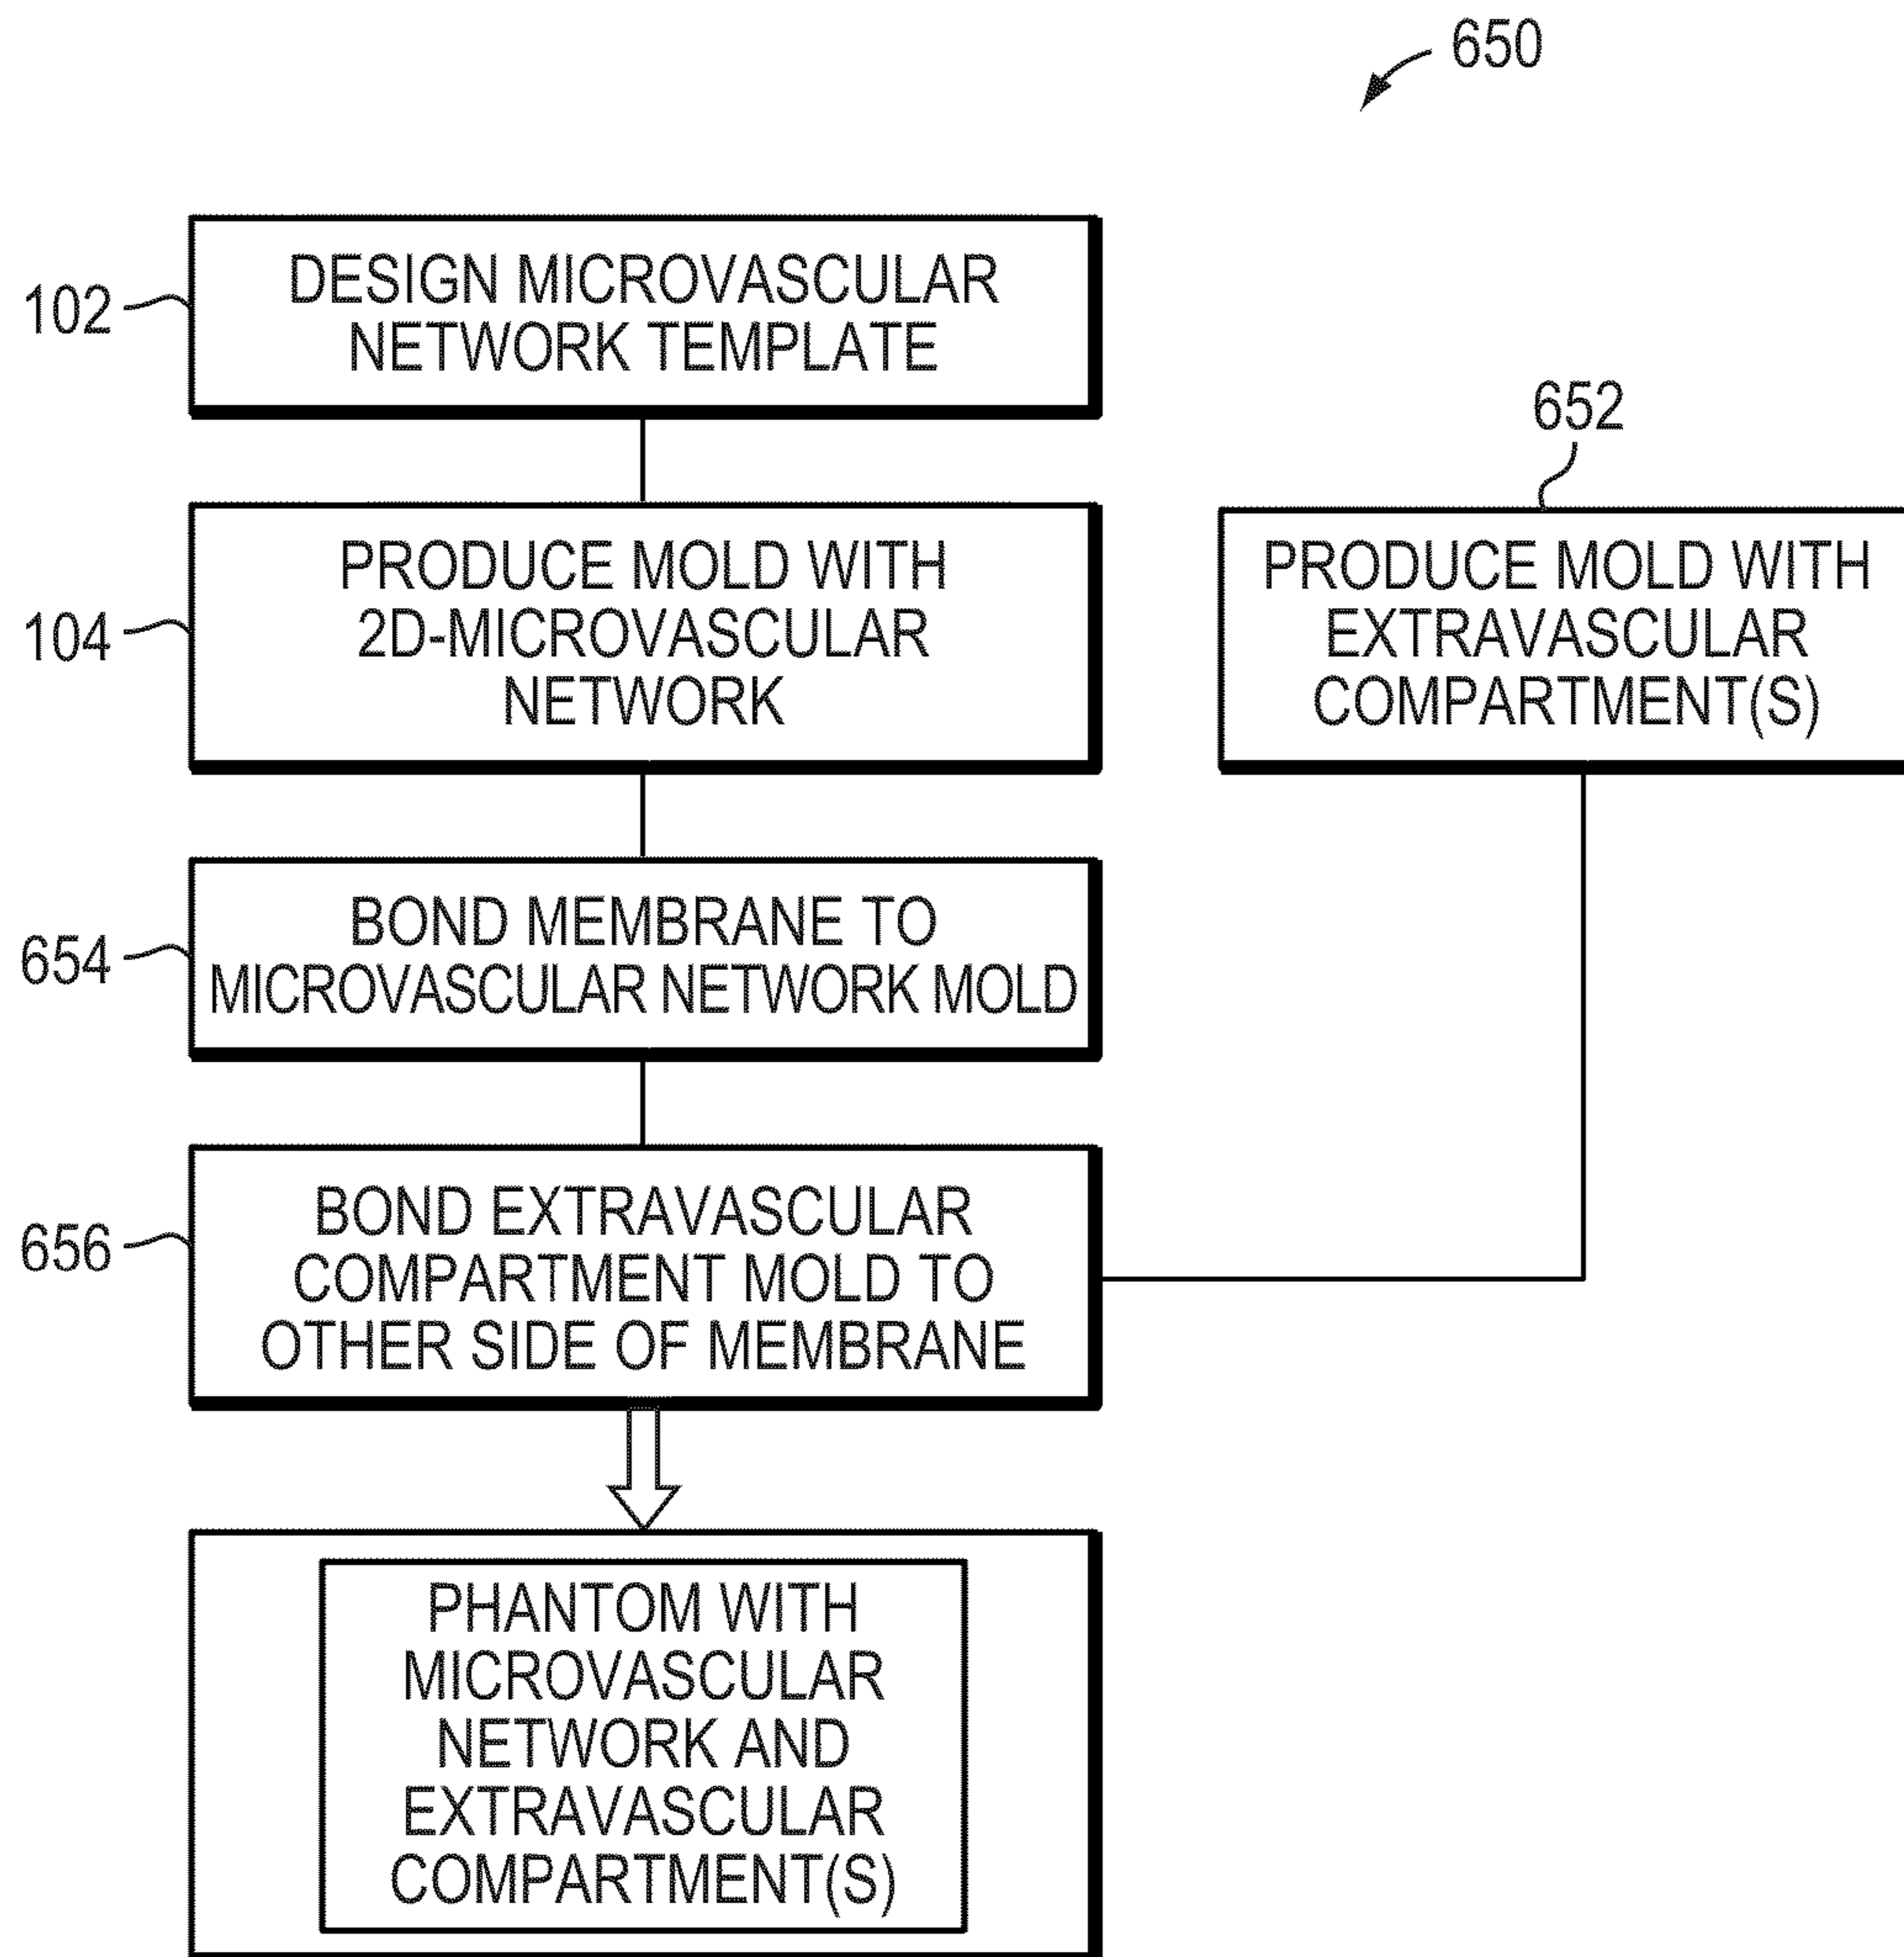 650
102
DESIGN MICROVASCULAR
NETWORK TEMPLATE
104
PRODUCE MOLD WITH
2D-MICROVASCULAR
NETWORK
652
PRODUCE MOLD WITH
EXTRAVASCULAR
COMPARTMENT(S)
654
BOND MEMBRANE TO
MICROVASCULAR NETWORK MOLD
656
BOND EXTRAVASCULAR
COMPARTMENT MOLD TO
OTHER SIDE OF MEMBRANE
PHANTOM WITH
MICROVASCULAR
NETWORK AND
EXTRAVASCULAR
COMPARTMENT(S)